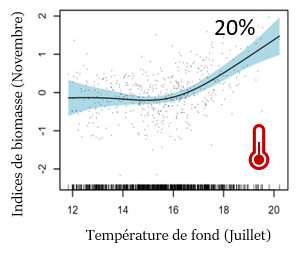 20%
Indices de biomasse (Novembre)
2
1
0
-1
-2
12 14 16 18 20
Température de fond (Juillet)